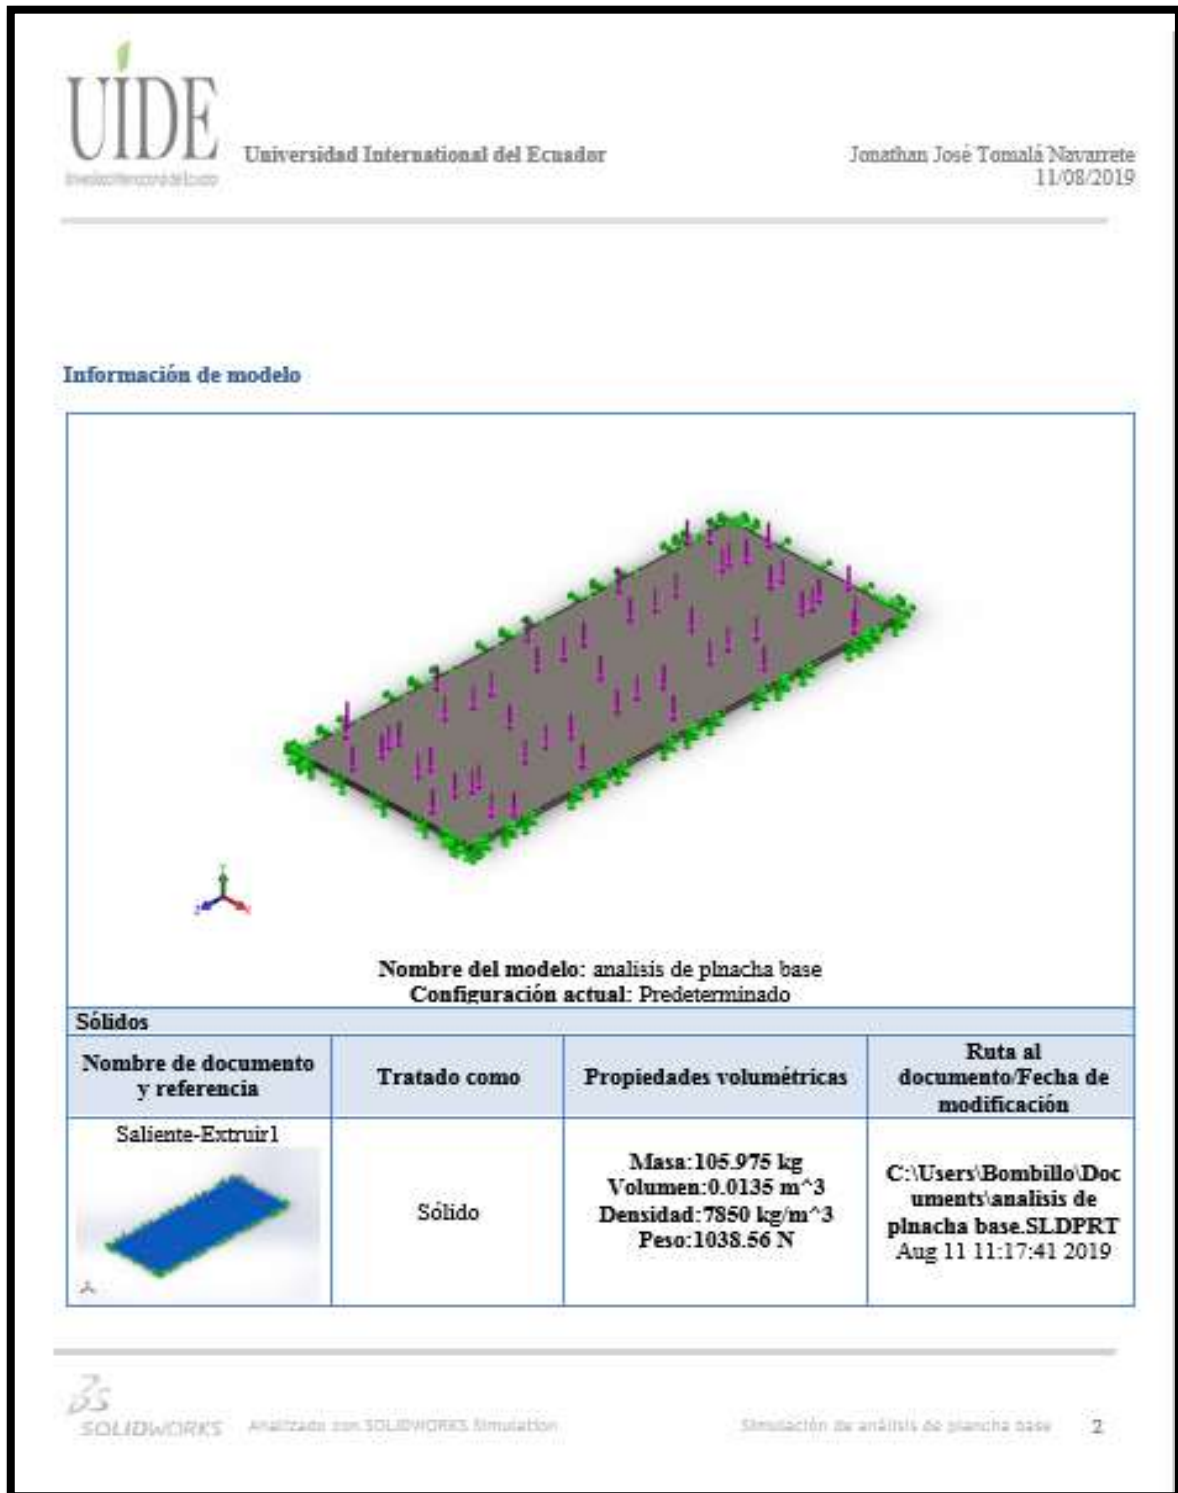 UIDE
Universidad International del Ecuador
Jonathan José Tomalá Navarrete
11/08/2019
Información de modelo
Nombre del modelo: analisis de plnacha base
Configuración actual: Predeterminado
Sólidos
Nombre de documento
y referencia
Tratado como
Propiedades volumétricas
Ruta al
documento/Fecha de
modificación
Saliente-Extruir1
Sólido
Masa:105.975 kg
Volumen:0.0135 m^3
Densidad:7850 kg/m^3
Peso:1038.56 N
C:\Users\Bombillo\Doc
uments\analisis de
plnacha base.SLDPRT
Aug 11 11:17:41 2019
SOLIDWORKS
Analizado con SOLIDWORKS Simulation
Simulación de análisis de plancha base
2